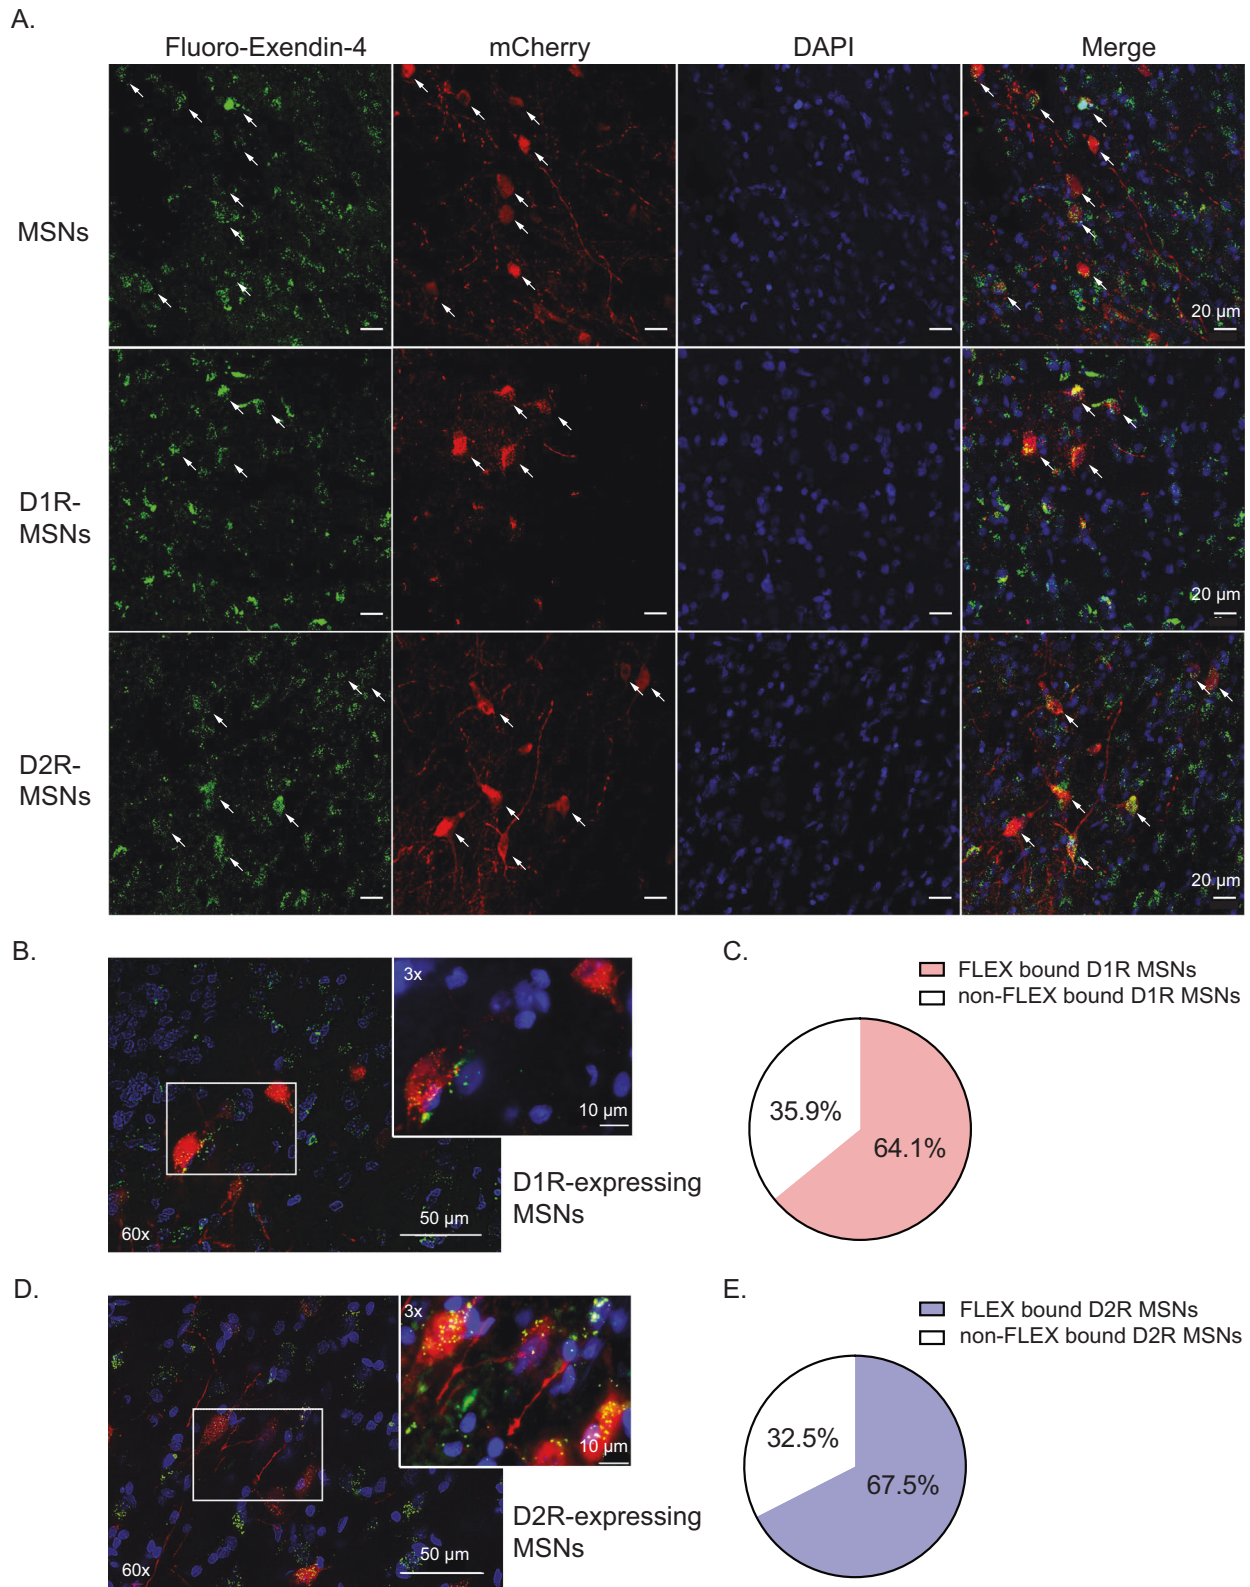 A.
Fluoro-Exendin-4 mCherry DAPI Merge
MSNs
20 µm
D1R-
MSNs
20 µm
D2R-
MSNs
20 µm
B.
3x
10 µm
60x
50 µm
D1R-expressing
MSNs
C.
FLEX bound D1R MSNs
non-FLEX bound D1R MSNs
35.9%
64.1%
D.
3x
10 µm
60x
50 µm
D2R-expressing
MSNs
E.
FLEX bound D2R MSNs
non-FLEX bound D2R MSNs
32.5%
67.5%